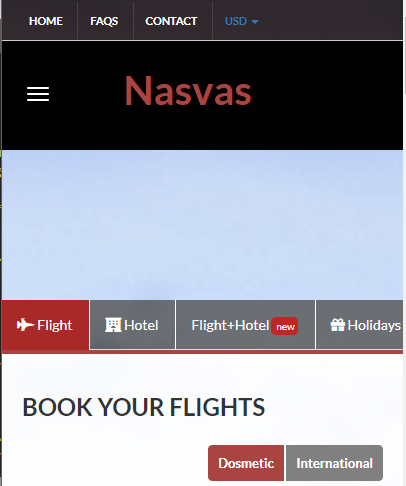 HOME FAQS CONTACT USD
Nasvas
Flight Hotel Flight+Hotel new Holidays
BOOK YOUR FLIGHTS
Dosmetic International